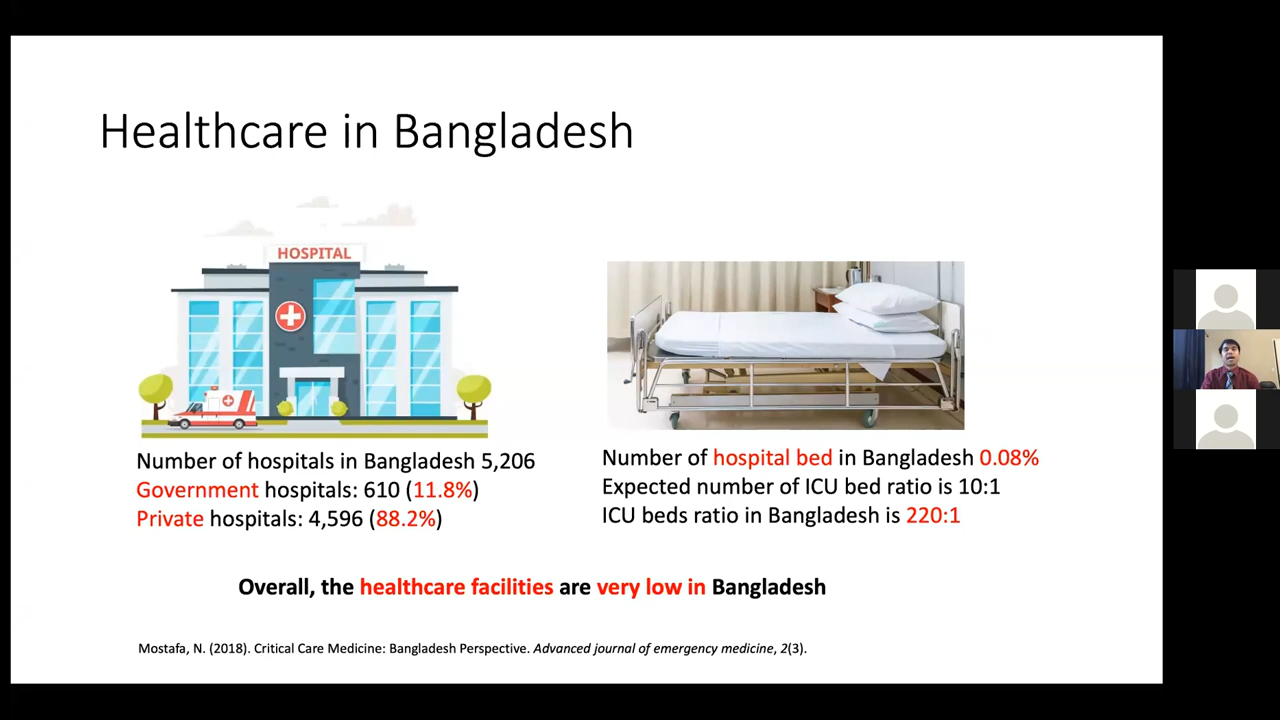 Healthcare in Bangladesh
HOSPITAL
Number of hospitals in Bangladesh 5,206
Government hospitals: 610 (11.8%)
Private hospitals: 4,596 (88.2%)
Number of hospital bed in Bangladesh 0.08%
Expected number of ICU bed ratio is 10:1
ICU beds ratio in Bangladesh is 220:1
Overall, the healthcare facilities are very low in Bangladesh
Mostafa, N. (2018). Critical Care Medicine: Bangladesh Perspective. Advanced journal of emergency medicine, 2(3).